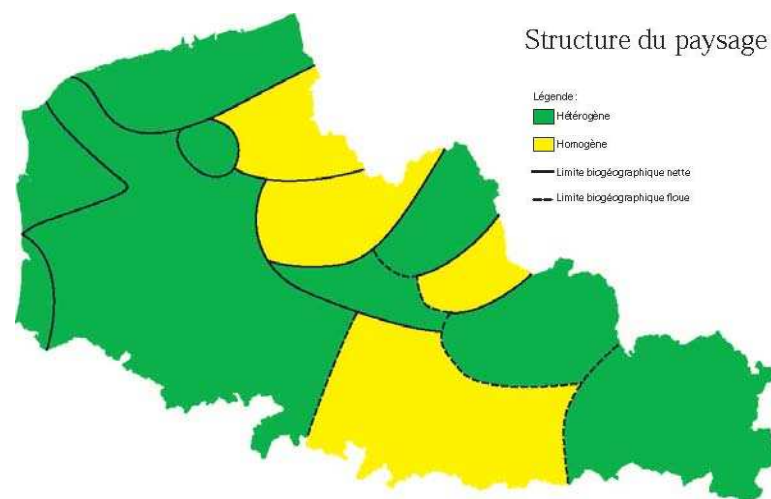 Structure du paysage
Légende :
Hétérogène
Homogène
Limite biogéographique nette
Limite biogéographique floue